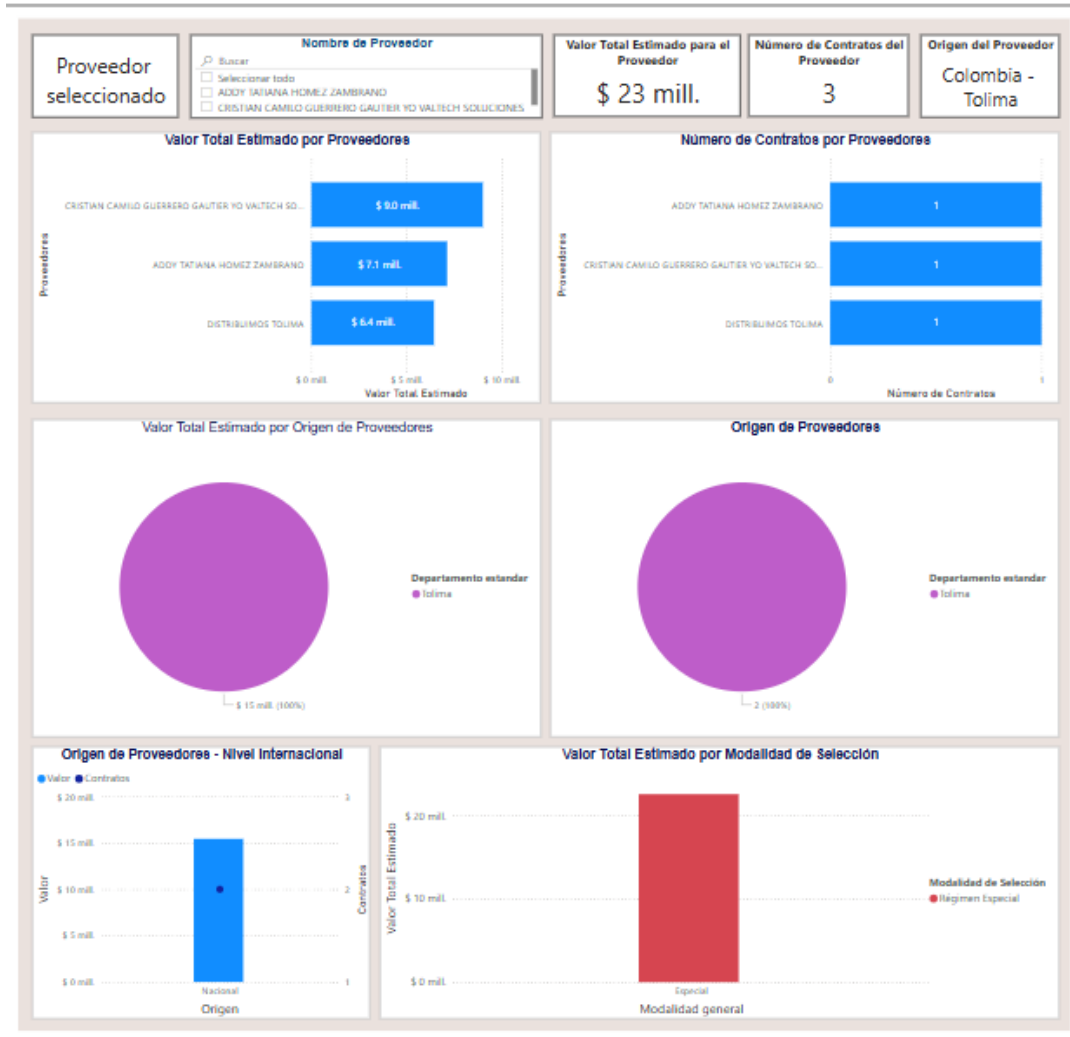 Proveedor
seleccionado
Nombre de Proveedor
Buscar
Seleccionar todo
ADDY TATIANA HOMEZ ZAMBRANO
CRISTIAN CAMILO GUERRERO GAUTIER YO VALTECH SOLUCIONES
Valor Total Estimado para el
Proveedor
$ 23 mill.
Número de Contratos del
Proveedor
3
Origen del Proveedor
Colombia -
Tolima
Valor Total Estimado por Proveedores
Proveedores
CRISTIAN CAMILO GUERRERO GAUTIER YO VALTECH SO...
$ 9.0 mill.
ADDY TATIANA HOMEZ ZAMBRANO
$ 7.1 mill.
DISTRIBUIMOS TOLIMA
$ 6.4 mill.
$ 0 mill. $ 5 mill. $ 10 mill.
Valor Total Estimado
Número de Contratos por Proveedores
Proveedores
ADDY TATIANA HOMEZ ZAMBRANO
1
CRISTIAN CAMILO GUERRERO GAUTIER YO VALTECH SO...
1
DISTRIBUIMOS TOLIMA
1
0 1
Número de Contratos
Valor Total Estimado por Origen de Proveedores
Departamento estandar
Tolima
$ 15 mill. (100%)
Origen de Proveedores
Departamento estandar
Tolima
2 (100%)
Origen de Proveedores - Nivel Internacional
Valor Contratos
$ 20 mill. 3
$ 15 mill.
$ 10 mill. 2
$ 5 mill.
$ 0 mill. 1
Valor
Contratos
Nacional
Origen
Valor Total Estimado por Modalidad de Selección
Valor Total Estimado
$ 20 mill.
$ 10 mill.
$ 0 mill.
Especial
Modalidad general
Modalidad de Selección
Régimen Especial